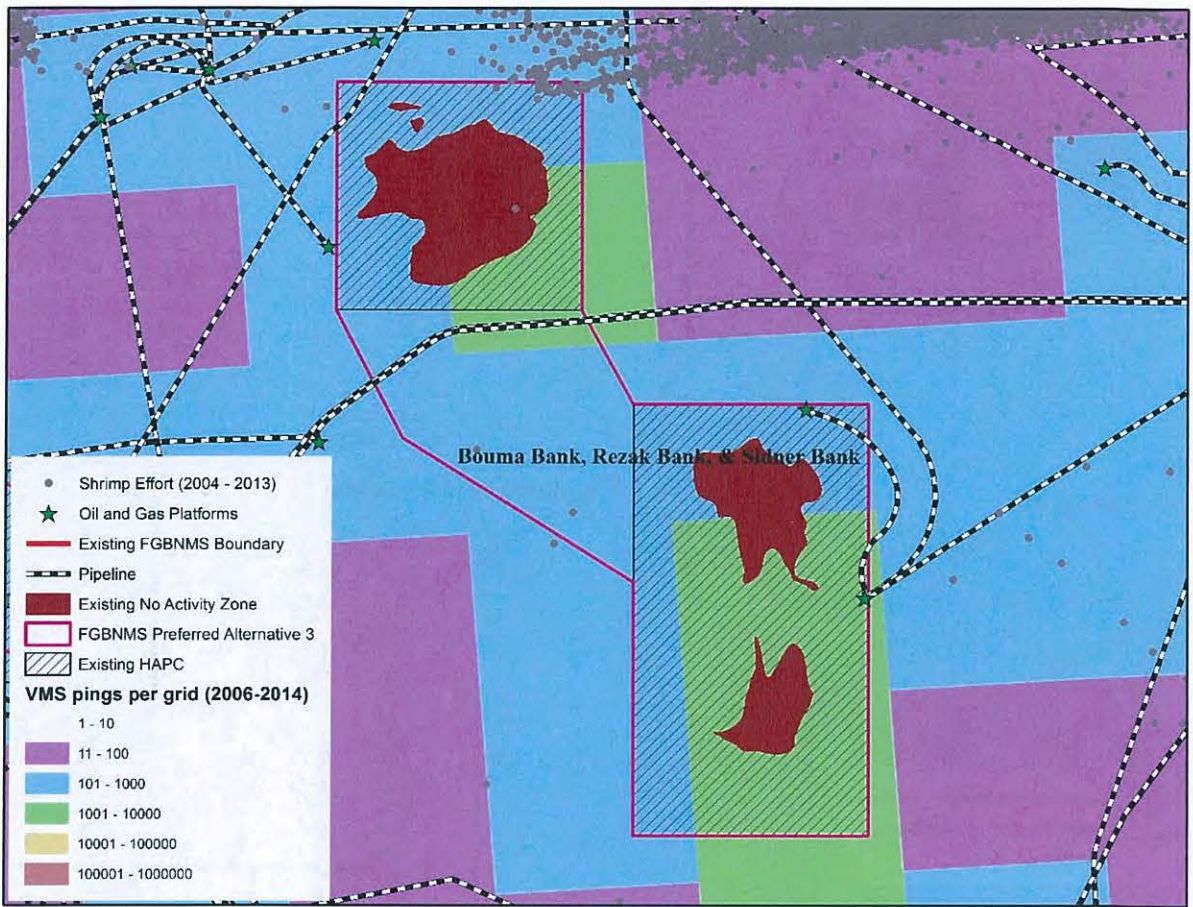 Bouma Bank, Rezak Bank, & Sidner Bank
Shrimp Effort (2004 - 2013)
Oil and Gas Platforms
Existing FGBNMS Boundary
Pipeline
Existing No Activity Zone
FGBNMS Preferred Alternative 3
Existing HAPC
VMS pings per grid (2006-2014)
1 - 10
11 - 100
101 - 1000
1001 - 10000
10001 - 100000
100001 - 1000000